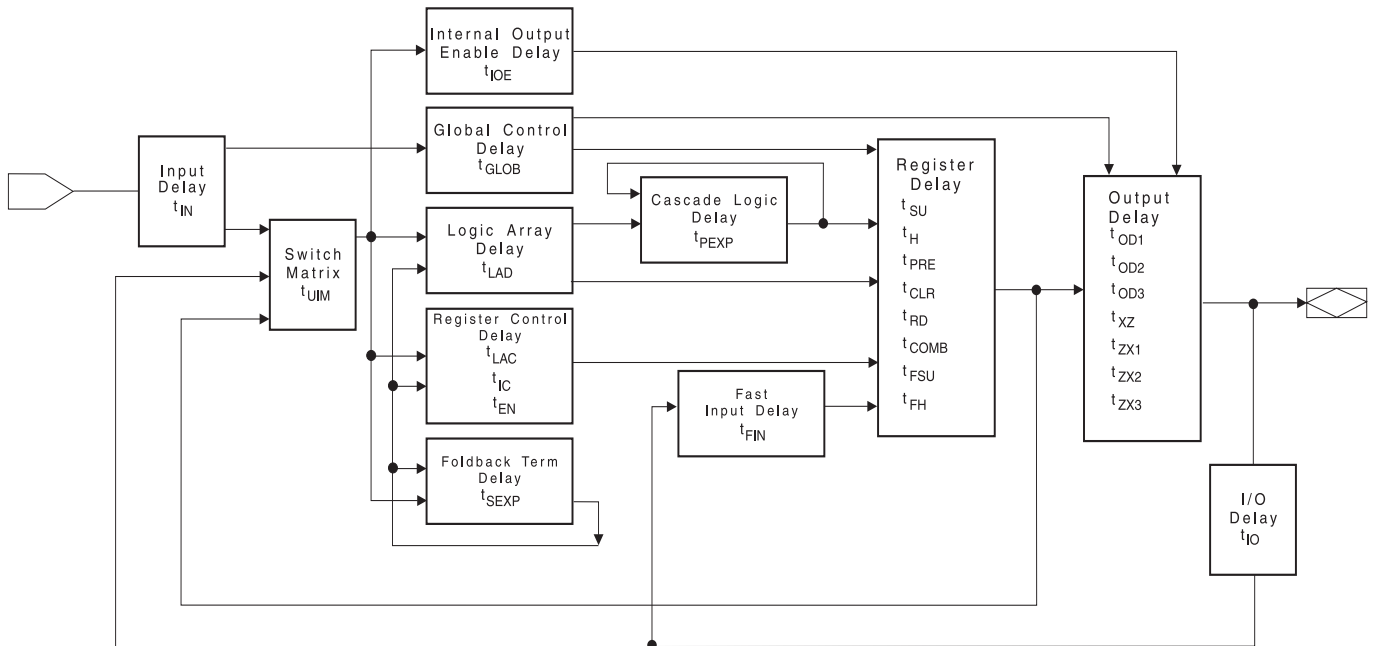 Internal Output
Enable Delay
tIOE
Global Control
Delay
tGLOB
Input
Delay
tIN
Switch
Matrix
tUIM
Logic Array
Delay
tLAD
Cascade Logic
Delay
tPEXP
Register Control
Delay
tLAC
tIC
tEN
Foldback Term
Delay
tSEXP
Fast
Input Delay
tFIN
Register
Delay
tSU
tH
tPRE
tCLR
tRD
tCOMB
tFSU
tFH
Output
Delay
tOD1
tOD2
tOD3
tXZ
tZX1
tZX2
tZX3
I/O
Delay
tIO